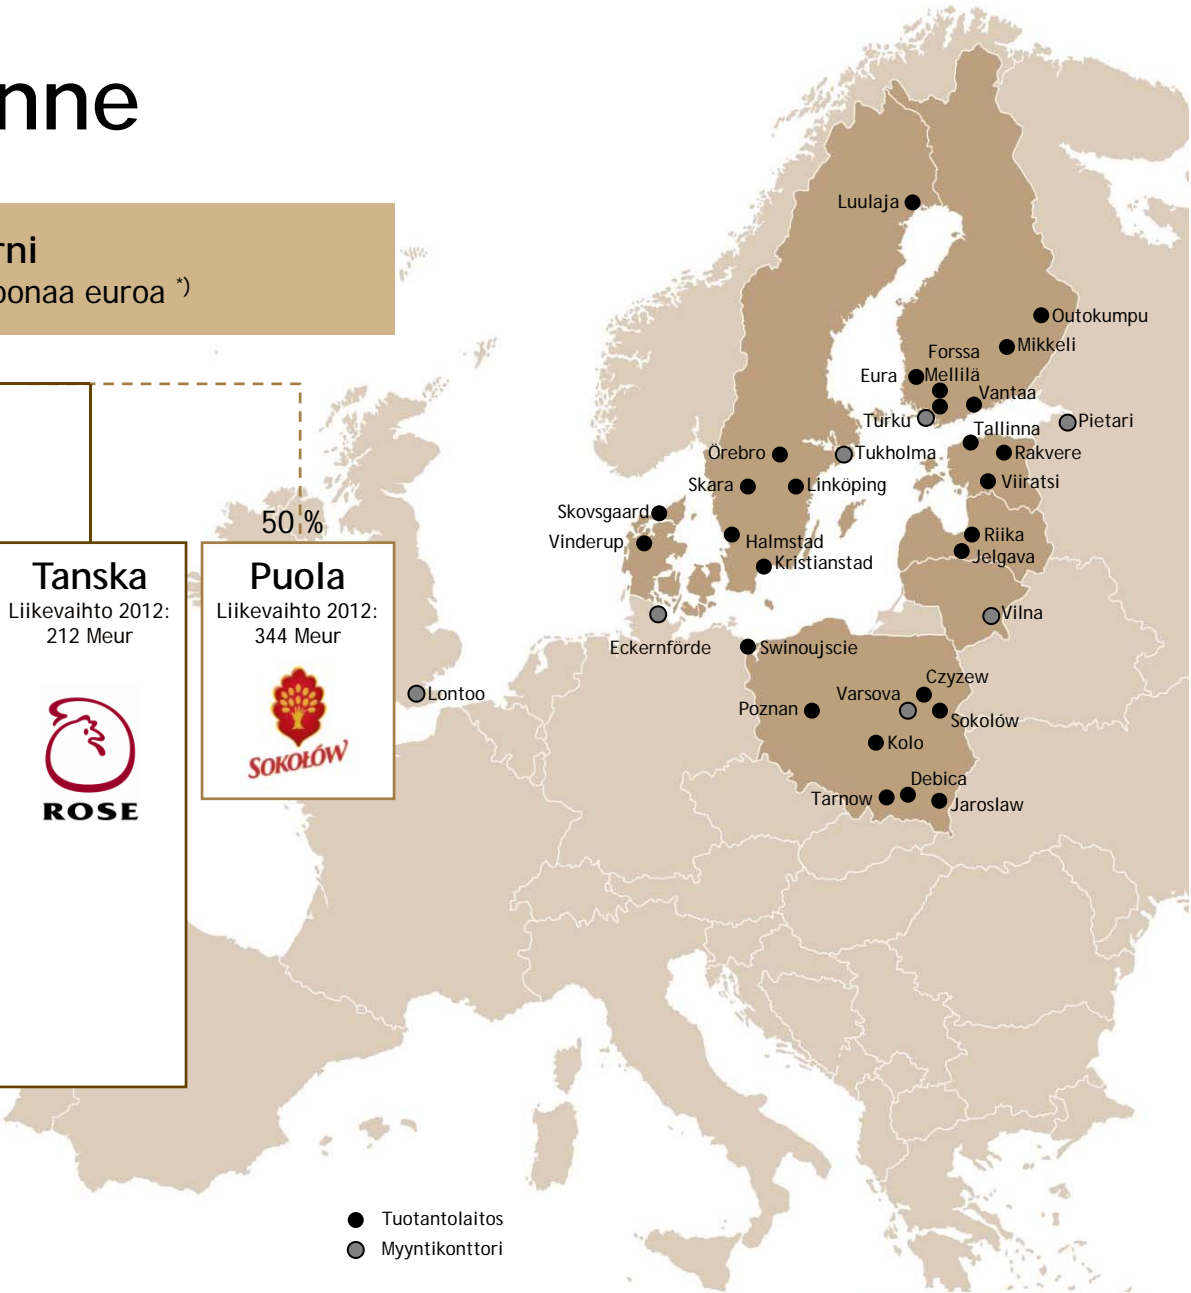 nne
rni
oonaa euroa *)
50 %
Tanska
Liikevaihto 2012:
212 Meur
ROSE
Puola
Liikevaihto 2012:
344 Meur
SOKOŁÓW
Luulaja
Outokumpu
Mikkeli
Forssa
Eura
Mellilä
Vantaa
Turku
Pietari
Tallinna
Örebro
Tukholma
Rakvere
Skara
Linköping
Viiratsi
Skovsgaard
Vinderup
Halmstad
Riika
Jelgava
Kristianstad
Vilna
Eckernförde
Swinoujscie
Czyzew
Lontoo
Varsova
Poznan
Sokolów
Kolo
Debica
Tarnow
Jaroslaw
Tuotantolaitos
Myyntikonttori